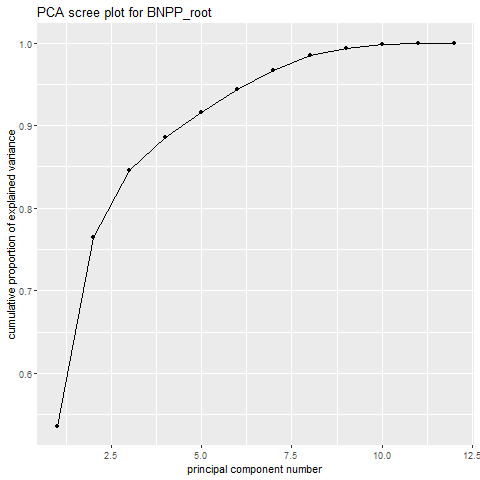 PCA scree plot for BNPP_root
cumulative proportion of explained variance
1.0
0.9
0.8
0.7
0.6
2.5 5.0 7.5 10.0 12.5
principal component number